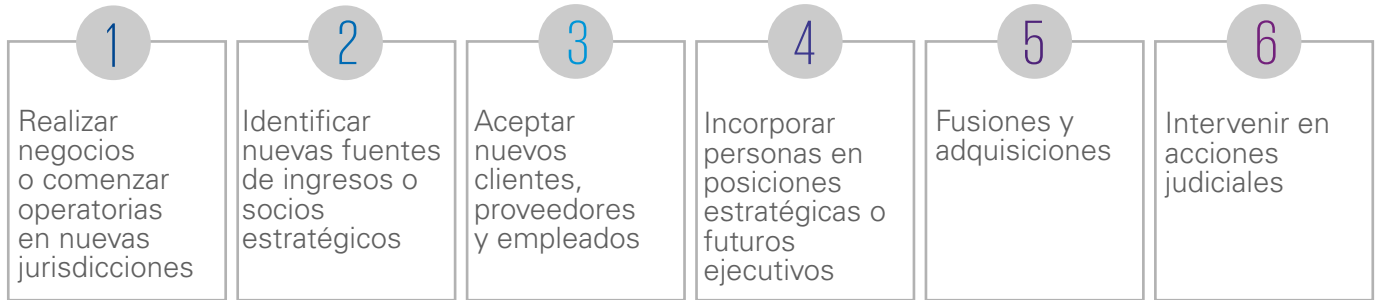 1
Realizar
negocios
o comenzar
operatorias
en nuevas
jurisdicciones
2
Identificar
nuevas fuentes
de ingresos o
socios
estratégicos
3
Aceptar
nuevos
clientes,
proveedores
y empleados
4
Incorporar
personas en
posiciones
estratégicas o
futuros
ejecutivos
5
Fusiones y
adquisiciones
6
Intervenir en
acciones
judiciales